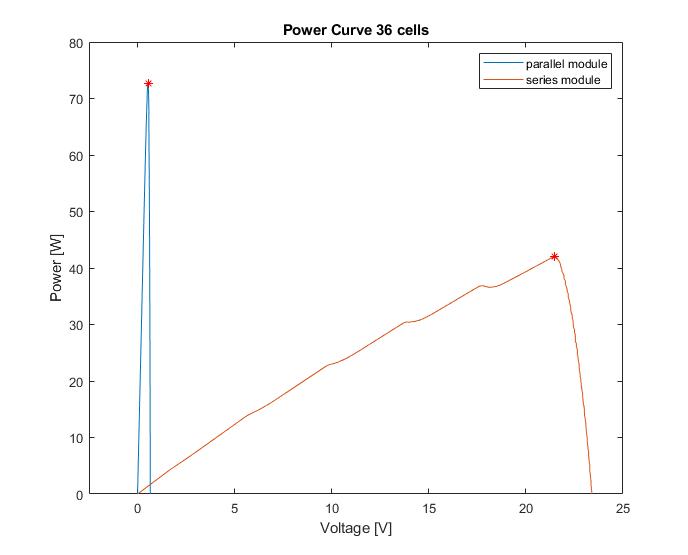 Power Curve 36 cells
80
70
60
50
40
30
20
10
0
Power [W]
parallel module
series module
0 5 10 15 20 25
Voltage [V]